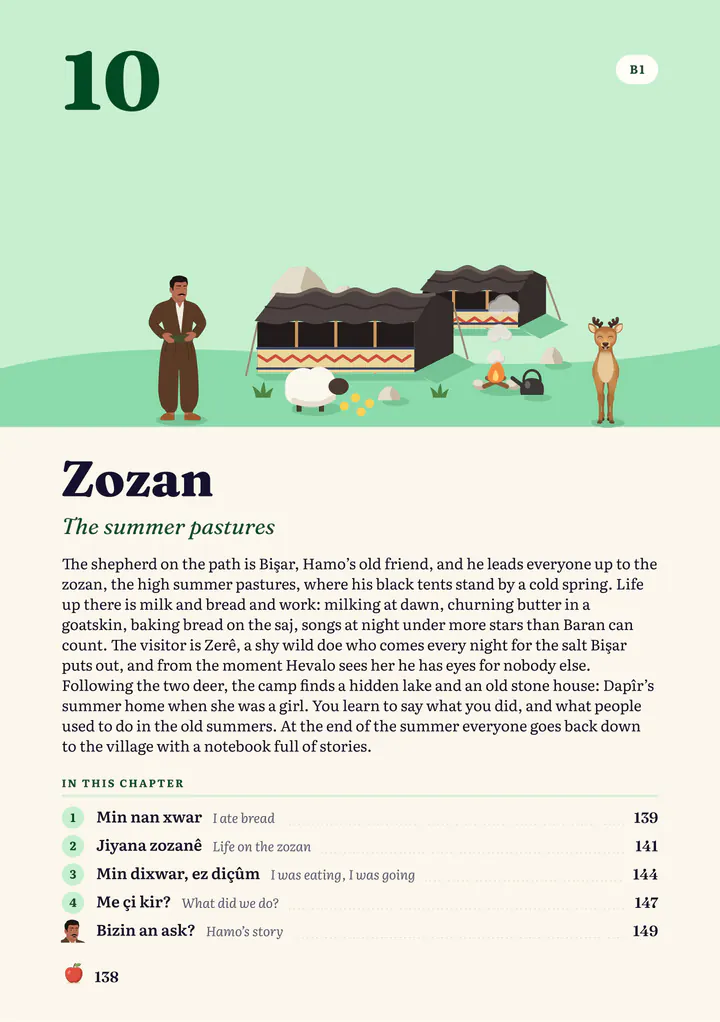 10
B1
Zozan
The summer pastures
The shepherd on the path is Bişar, Hamo’s old friend, and he leads everyone up to the
zozan, the high summer pastures, where his black tents stand by a cold spring. Life
up there is milk and bread and work: milking at dawn, churning butter in a
goatskin, baking bread on the saj, songs at night under more stars than Baran can
count. The visitor is Zerê, a shy wild doe who comes every night for the salt Bişar
puts out, and from the moment Hevalo sees her he has eyes for nobody else.
Following the two deer, the camp finds a hidden lake and an old stone house: Dapîr’s
summer home when she was a girl. You learn to say what you did, and what people
used to do in the old summers. At the end of the summer everyone goes back down
to the village with a notebook full of stories.
IN THIS CHAPTER
1 Min nan xwar I ate bread 139
2 Jiyana zozanê Life on the zozan 141
3 Min dixwar, ez diçûm I was eating, I was going 144
4 Me çi kir? What did we do? 147
Bizin an ask? Hamo’s story 149
138